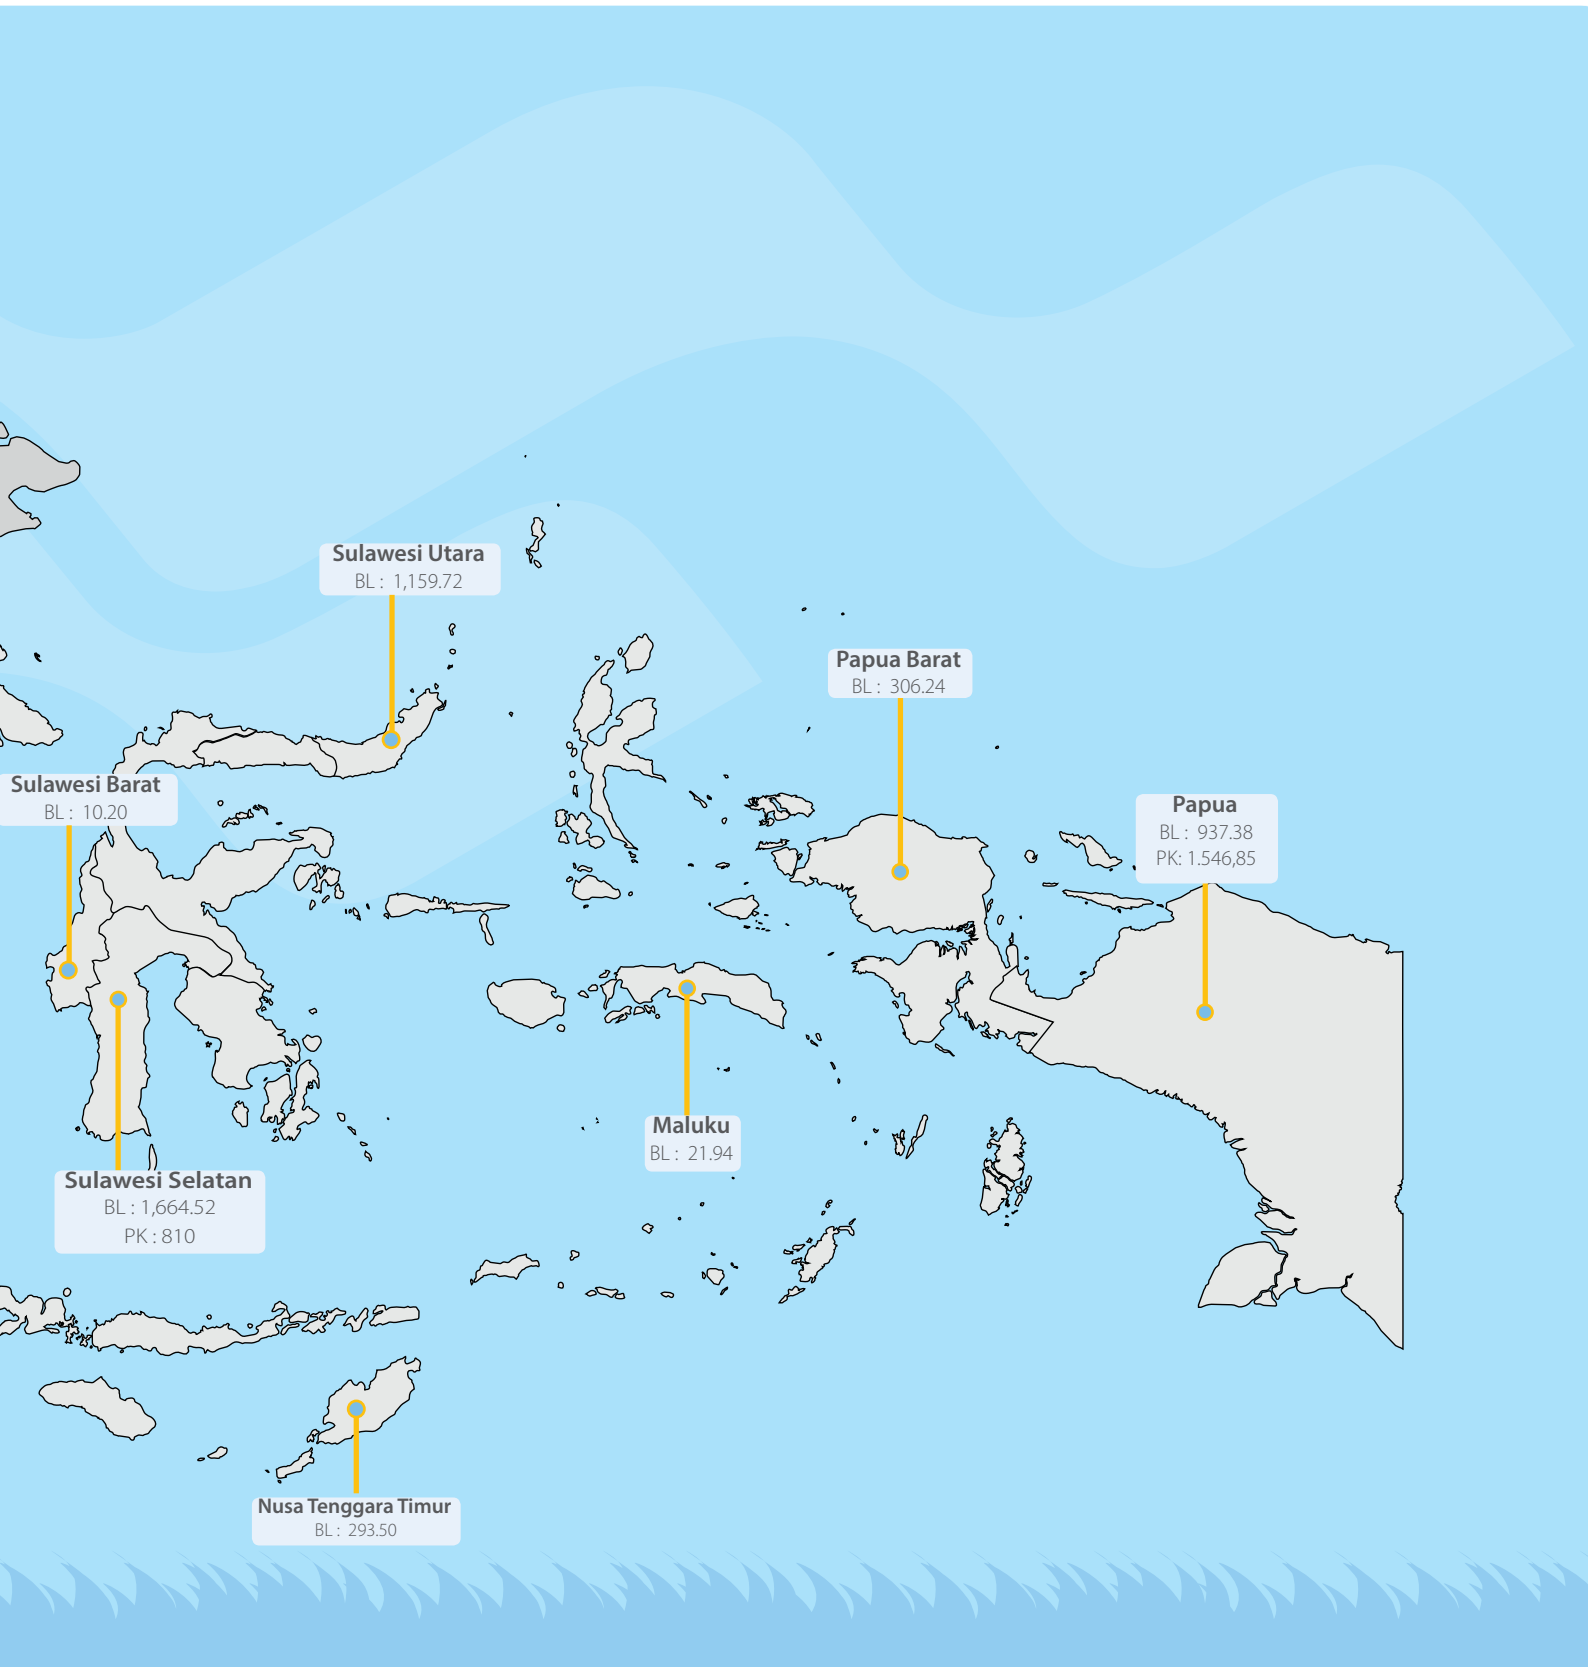 Sulawesi Utara
BL : 1,159.72
Papua Barat
BL : 306.24
Sulawesi Barat
BL : 10.20
Papua
BL : 937.38
PK: 1.546,85
Maluku
BL : 21.94
Sulawesi Selatan
BL : 1,664.52
PK : 810
Nusa Tenggara Timur
BL : 293.50